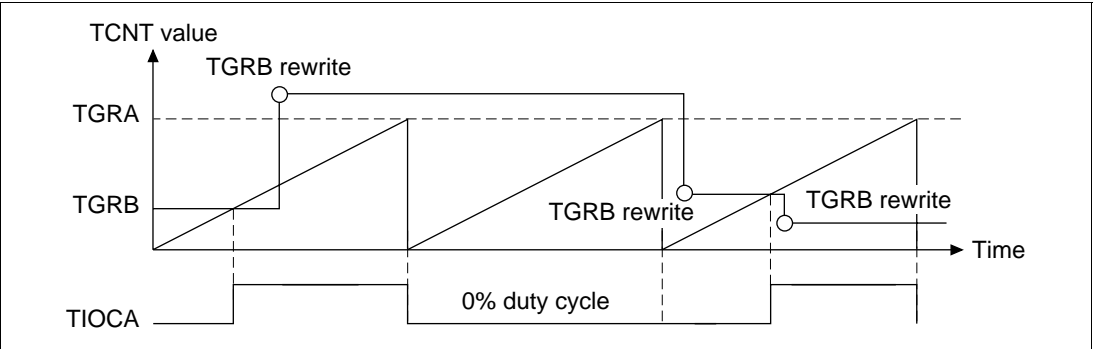 TCNT value
TGRB rewrite
TGRA
TGRB
TGRB rewrite
TGRB rewrite
Time
0% duty cycle
TIOCA